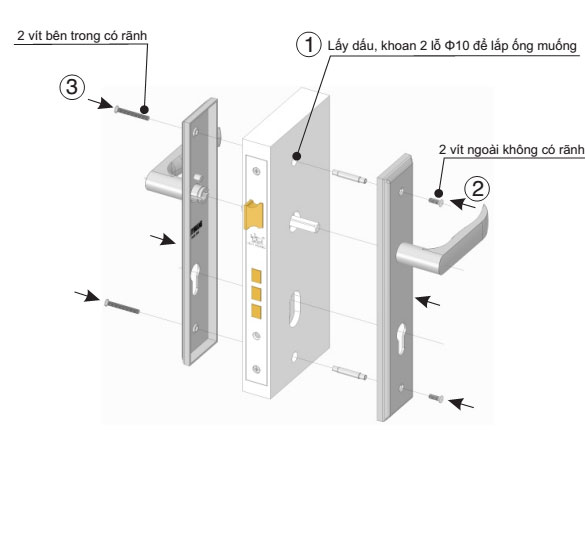 2 vít bên trong có rãnh
1 Lấy dấu, khoan 2 lỗ Φ10 để lắp ống muống
3
2 vít ngoài không có rãnh
2